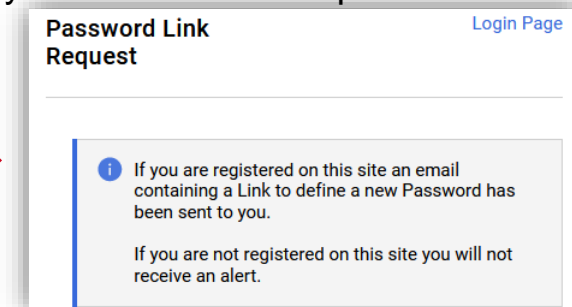 Password Link
Request
Login Page
If you are registered on this site an email
containing a Link to define a new Password has
been sent to you.
If you are not registered on this site you will not
receive an alert.